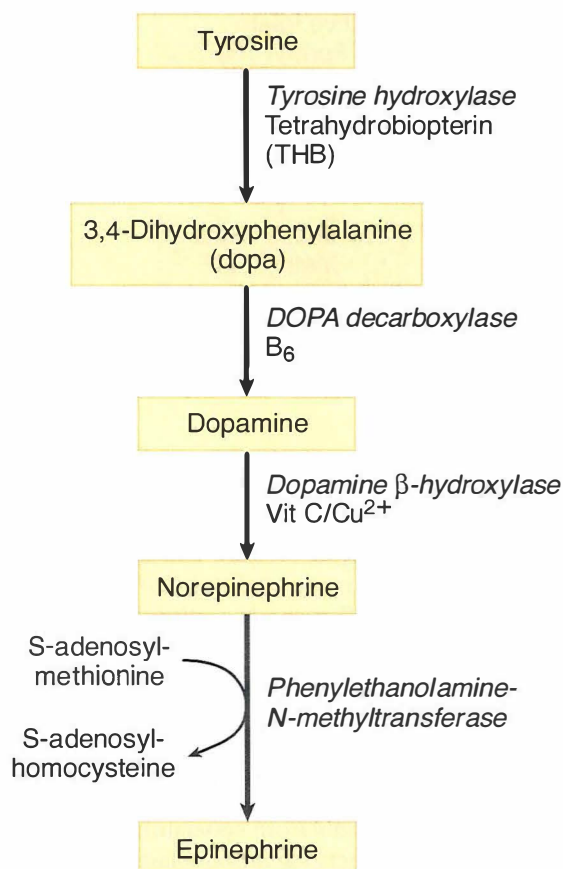 Tyrosine
Tyrosine hydroxylase
Tetrahydrobiopterin
(THB)
3,4-Dihydroxyphenylalanine
(dopa)
DOPA decarboxylase
B₆
Dopamine
Dopamine β-hydroxylase
Vit C/Cu²⁺
Norepinephrine
S-adenosyl-
methionine
Phenylethanolamine-
N-methyltransferase
S-adenosyl-
homocysteine
Epinephrine